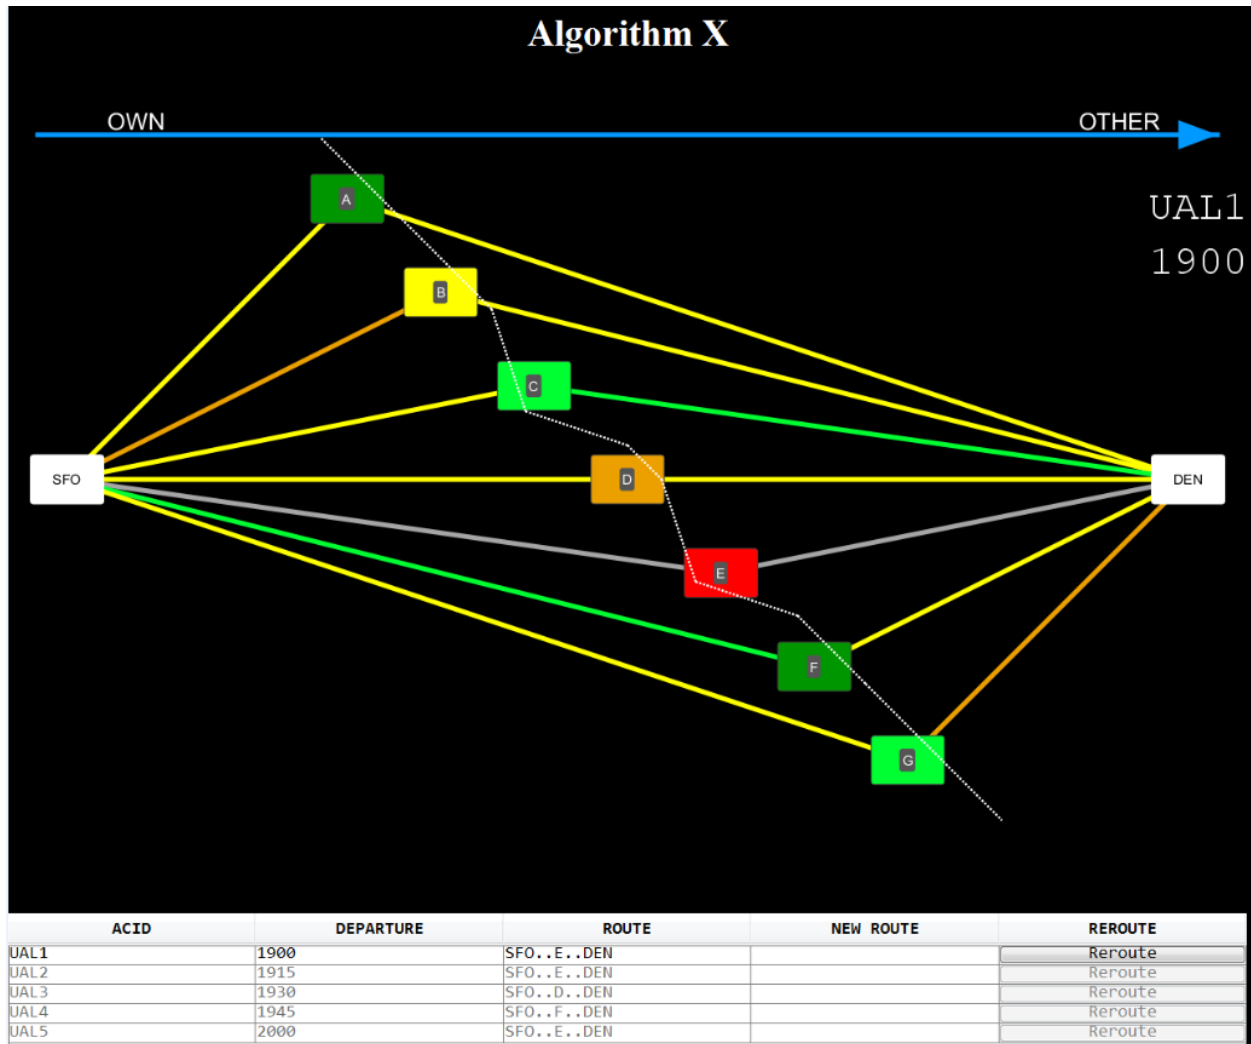 Algorithm X
OWN OTHER
A
UAL1
1900
B
C
SFO D DEN
E
F
G
ACID DEPARTURE ROUTE NEW ROUTE REROUTE
UAL1 1900 SFO..E..DEN Reroute
UAL2 1915 SFO..E..DEN Reroute
UAL3 1930 SFO..D..DEN Reroute
UAL4 1945 SFO..F..DEN Reroute
UAL5 2000 SFO..E..DEN Reroute